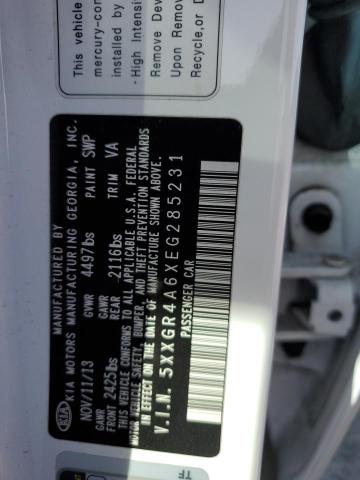 This vehicle
mercury-con
installed by
- High Intensi
Remove Dev
Upon Remov
Recycle, or D
KIA
MANUFACTURED BY
KIA MOTORS MANUFACTURING GEORGIA, INC.
NOV/11/13 GVWR 4497lbs PAINT SWP
GAWR FRONT 2425lbs GAWR REAR 2116lbs TRIM VA
THIS VEHICLE CONFORMS TO ALL APPLICABLE U.S.A. FEDERAL
MOTOR VEHICLE SAFETY, BUMPER, AND THEFT PREVENTION STANDARDS
IN EFFECT ON THE DATE OF MANUFACTURE SHOWN ABOVE.
V.I.N. 5XXGR4A6XEG285231
PASSENGER CAR